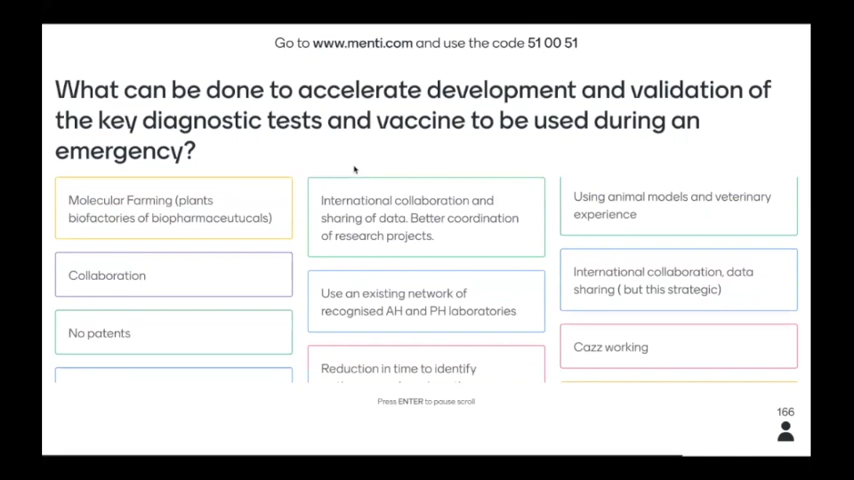 Go to www.menti.com and use the code 51 00 51
What can be done to accelerate development and validation of
the key diagnostic tests and vaccine to be used during an
emergency?
Molecular Farming (plants
biofactories of biopharmaceutucals)
Collaboration
No patents
International collaboration and
sharing of data. Better coordination
of research projects.
Use an existing network of
recognised AH and PH laboratories
Reduction in time to identify
Using animal models and veterinary
experience
International collaboration, data
sharing ( but this strategic)
Cazz working
Press ENTER to pause scroll
166